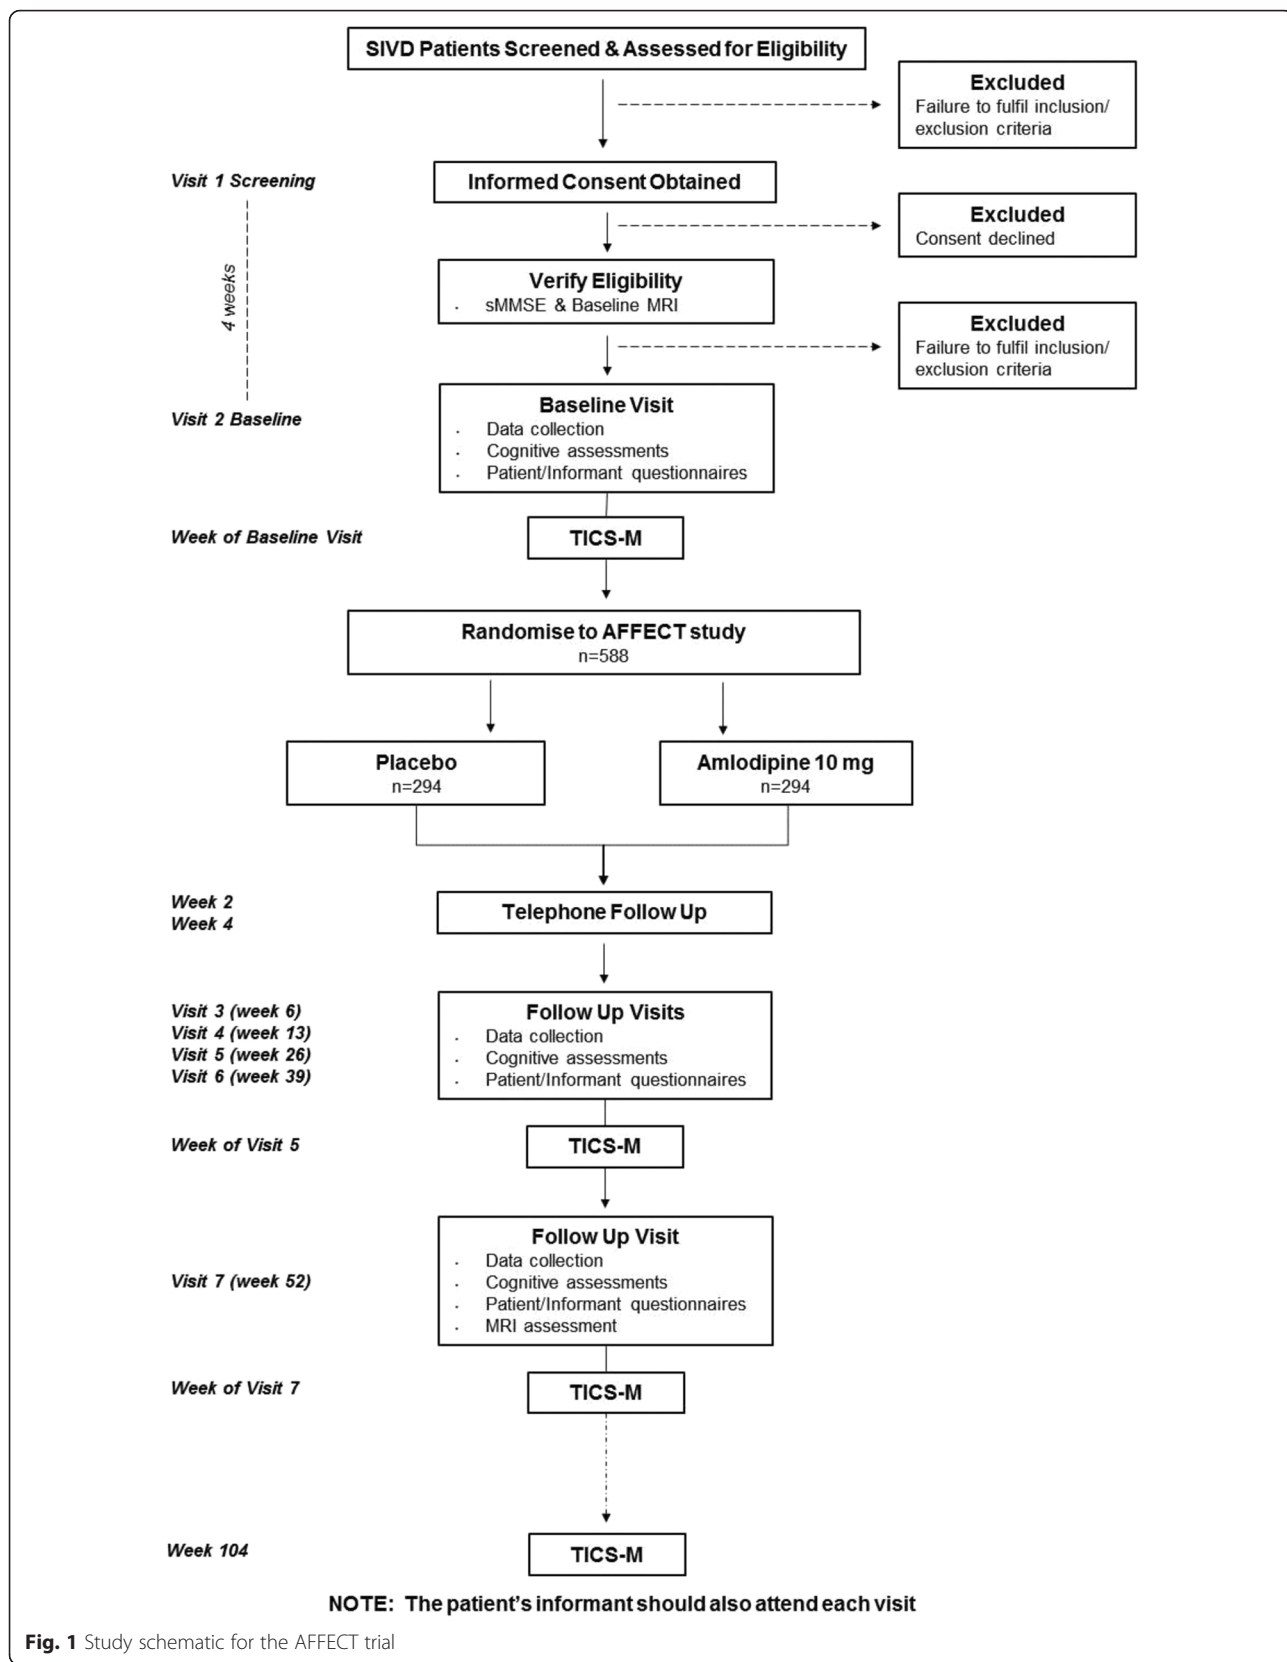 SIVD Patients Screened & Assessed for Eligibility
Excluded
Failure to fulfil inclusion/
exclusion criteria
Visit 1 Screening
Informed Consent Obtained
Excluded
Consent declined
4 weeks
Verify Eligibility
· sMMSE & Baseline MRI
Excluded
Failure to fulfil inclusion/
exclusion criteria
Visit 2 Baseline
Baseline Visit
· Data collection
· Cognitive assessments
· Patient/Informant questionnaires
Week of Baseline Visit
TICS-M
Randomise to AFFECT study
n=588
Placebo
n=294
Amlodipine 10 mg
n=294
Week 2
Week 4
Telephone Follow Up
Visit 3 (week 6)
Visit 4 (week 13)
Visit 5 (week 26)
Visit 6 (week 39)
Follow Up Visits
· Data collection
· Cognitive assessments
· Patient/Informant questionnaires
Week of Visit 5
TICS-M
Visit 7 (week 52)
Follow Up Visit
· Data collection
· Cognitive assessments
· Patient/Informant questionnaires
· MRI assessment
Week of Visit 7
TICS-M
Week 104
TICS-M
NOTE: The patient's informant should also attend each visit
Fig. 1 Study schematic for the AFFECT trial